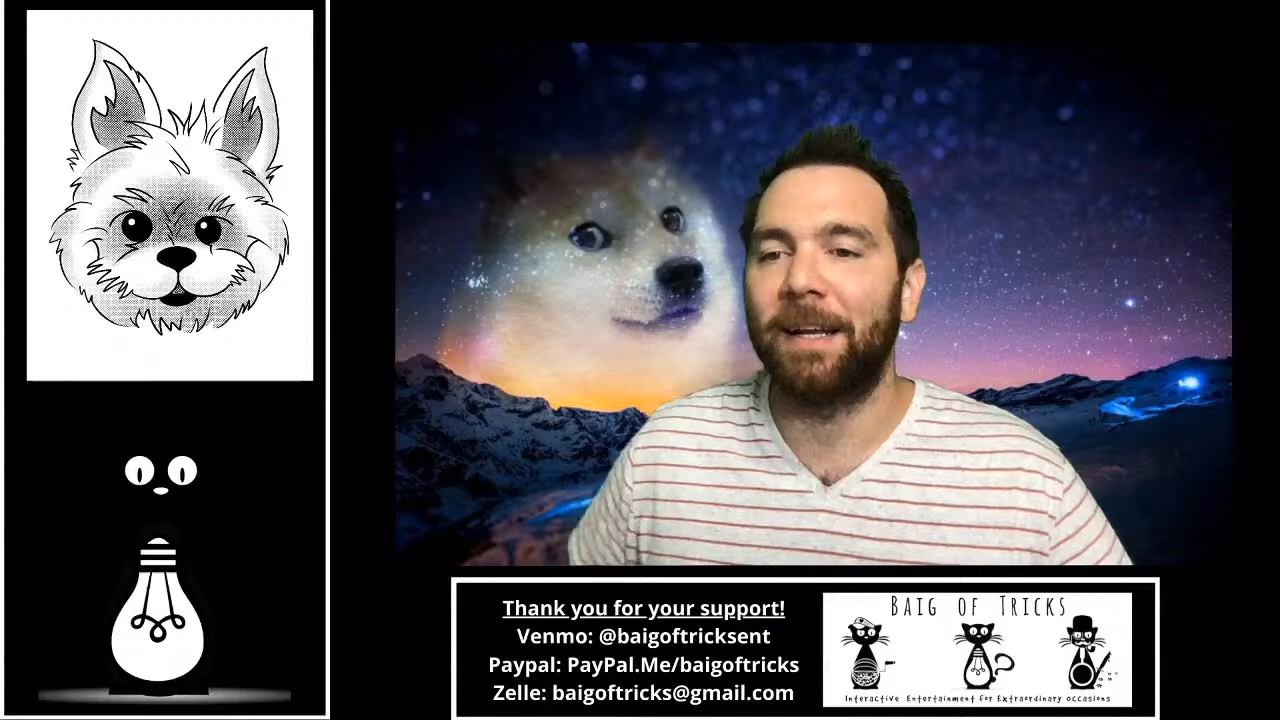 Thank you for your support!
Venmo: @baigoftricksent
Paypal: PayPal.Me/baigoftricks
Zelle: baigoftricks@gmail.com
BAIG OF TRICKS
Interactive Entertainment for Extraordinary occasions